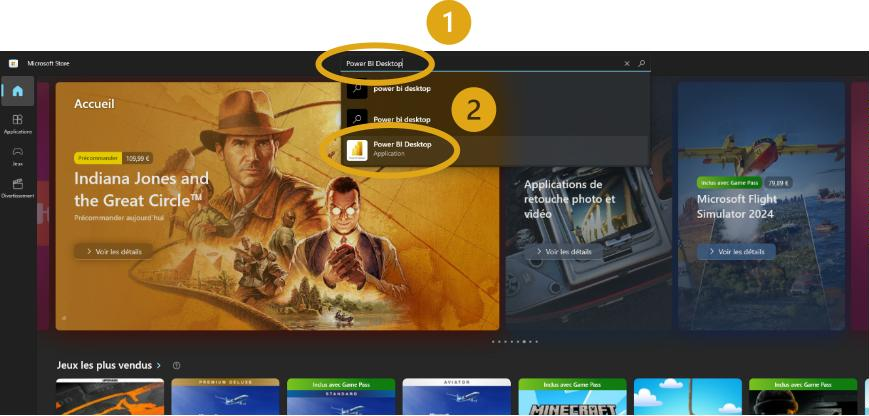 1
Microsoft Store
Power BI Desktop
power bi desktop
Power bi desktop
2
Power BI Desktop
Application
Accueil
Applications
Jeux
Divertissement
Précommander 109,99 €
Indiana Jones and
the Great Circle™
Précommander aujourd'hui
Voir les détails
Applications de
retouche photo et
vidéo
Voir les détails
Inclus avec Game Pass 79,99 €
Microsoft Flight
Simulator 2024
Voir les détails
Jeux les plus vendus
PREMIUM DELUXE
Inclus avec Game Pass
STANDARD
AVIATOR
Inclus avec Game Pass
MINECRAFT
Inclus avec Game Pass